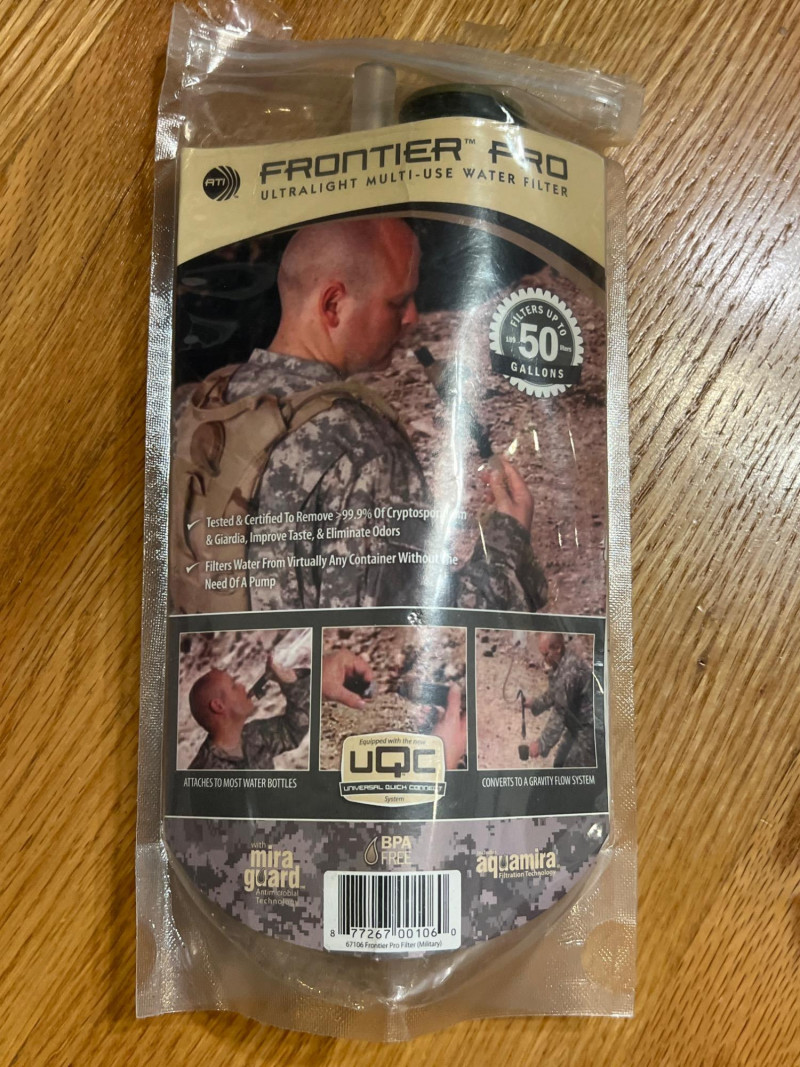 ATI
FRONTIER™ PRO
ULTRALIGHT MULTI-USE WATER FILTER
FILTERS UP TO
189 50 liters
GALLONS
✓ Tested & Certified To Remove >99.9% Of
& Giardia, Improve Taste, & Eliminate Odors
✓ Filters Water From Virtually Any Container Without the
Need Of A Pump
ATTACHES TO MOST WATER BOTTLES
Equipped with the new
UQC
UNIVERSAL QUICK CONNECT
System
CONVERTS TO A GRAVITY FLOW SYSTEM
with
mira
guard
Antimicrobial
Technology
BPA
FREE
aquamira
Filtration Technology
8 77267 00106 0
67106 Frontier Pro Filter (Military)